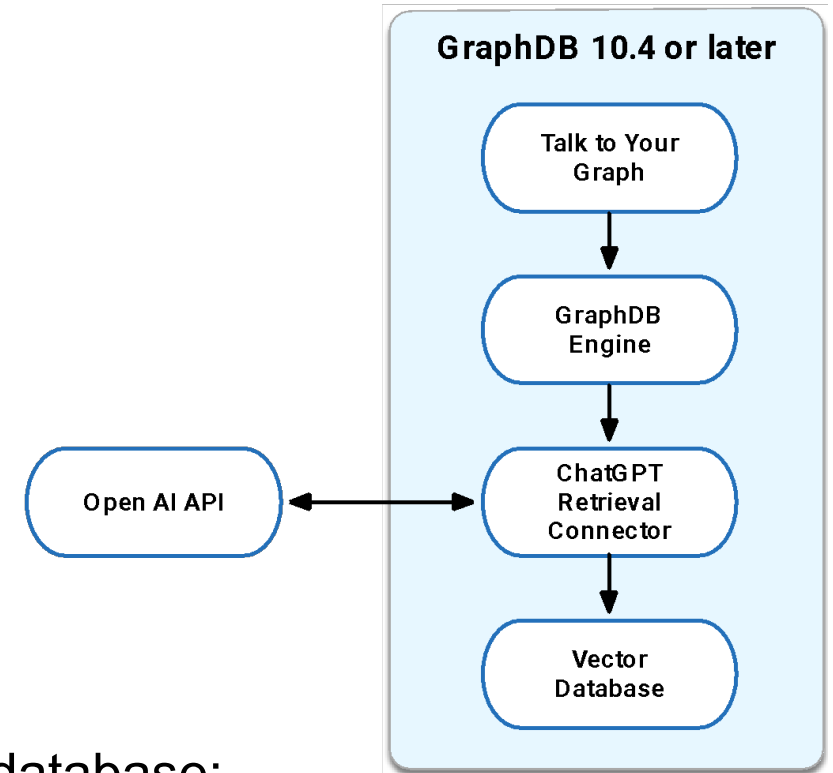 GraphDB 10.4 or later
Talk to Your
Graph
GraphDB
Engine
Open AI API
ChatGPT
Retrieval
Connector
Vector
Database
database: